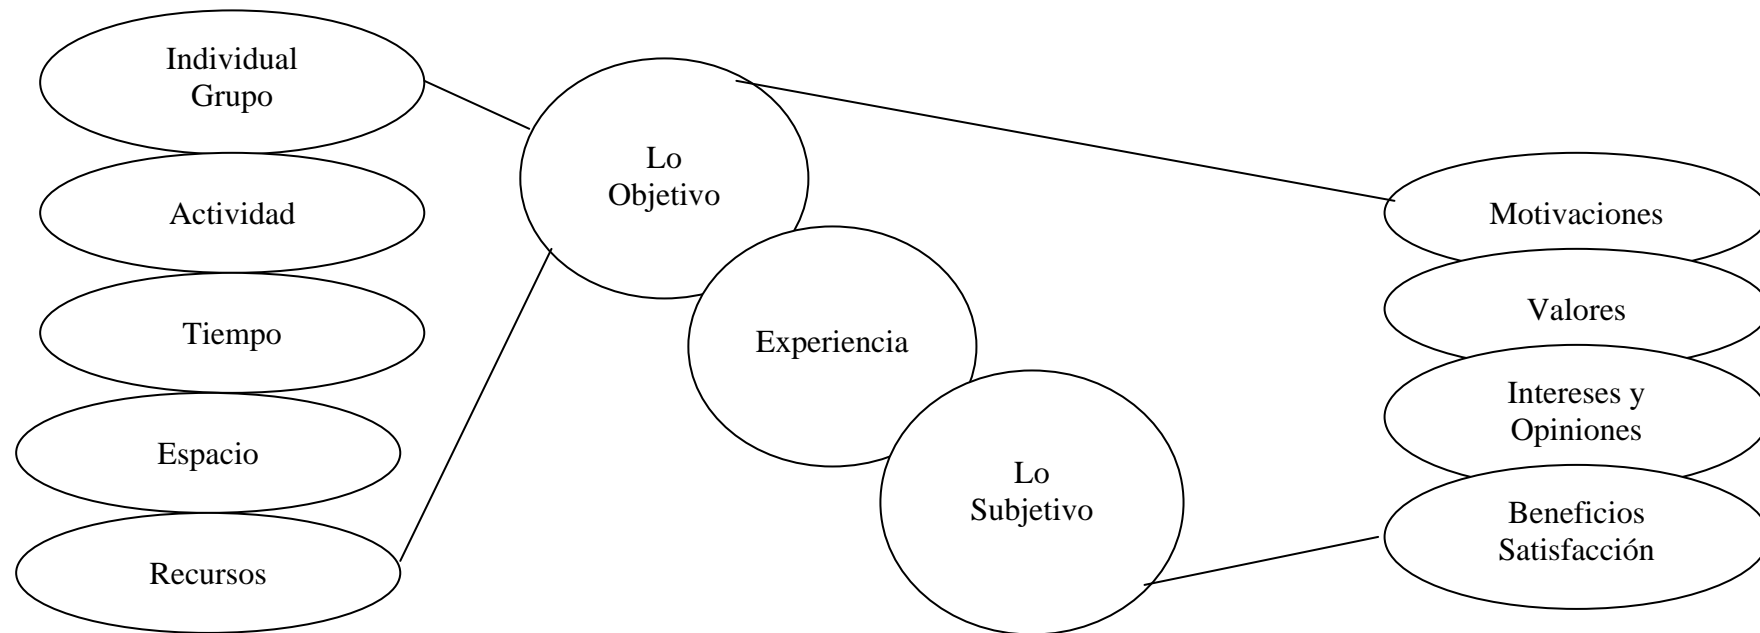 Individual
Grupo
Actividad
Tiempo
Espacio
Recursos
Lo
Objetivo
Experiencia
Lo
Subjetivo
Motivaciones
Valores
Intereses y
Opiniones
Beneficios
Satisfacción